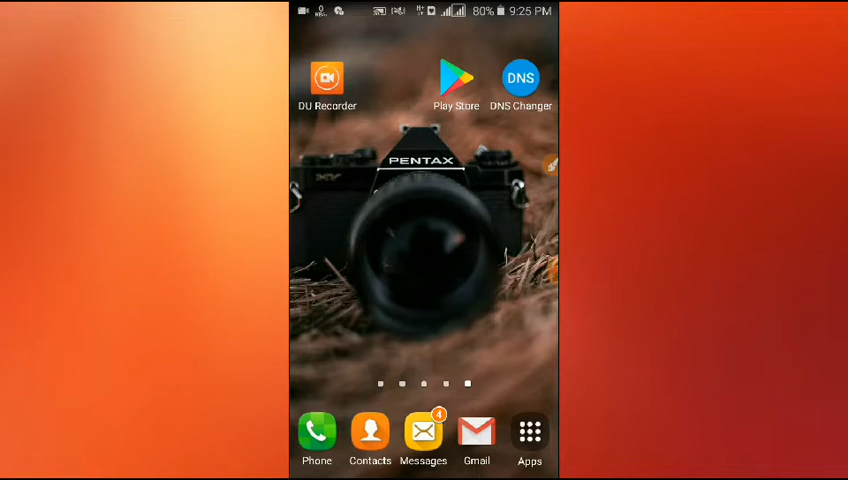 80% 9:25 PM
DNS
DU Recorder
Play Store
DNS Changer
PENTAX
4
Phone
Contacts
Messages
Gmail
Apps